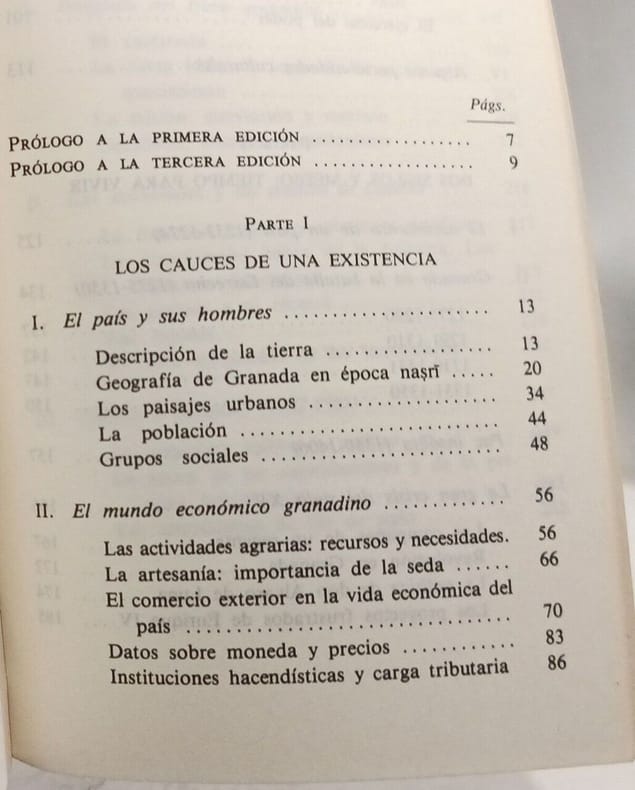 Págs.
PRÓLOGO A LA PRIMERA EDICIÓN .................. 7
PRÓLOGO A LA TERCERA EDICIÓN .................. 9
PARTE I
LOS CAUCES DE UNA EXISTENCIA
I. El país y sus hombres ...................... 13
Descripción de la tierra .................. 13
Geografía de Granada en época naṣrī ..... 20
Los paisajes urbanos .................... 34
La población ........................... 44
Grupos sociales ......................... 48
II. El mundo económico granadino ............. 56
Las actividades agrarias: recursos y necesidades. 56
La artesanía: importancia de la seda ...... 66
El comercio exterior en la vida económica del
país .................................. 70
Datos sobre moneda y precios ............ 83
Instituciones hacendísticas y carga tributaria 86